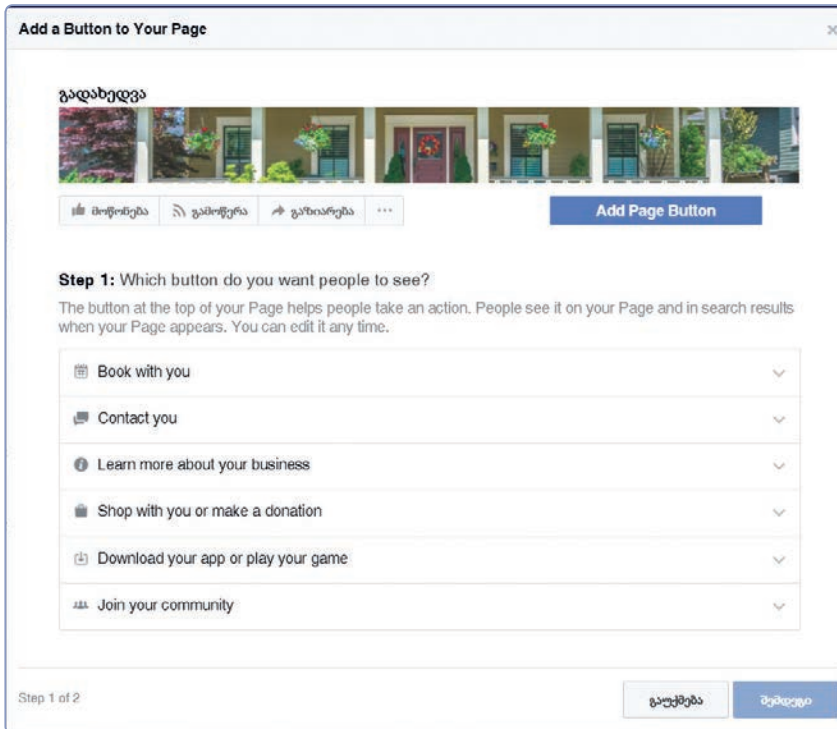 Add a Button to Your Page
გადახედვა
მოწონება გამოწერა გაზიარება ...
Add Page Button
Step 1: Which button do you want people to see?
The button at the top of your Page helps people take an action. People see it on your Page and in search results
when your Page appears. You can edit it any time.
Book with you
Contact you
Learn more about your business
Shop with you or make a donation
Download your app or play your game
Join your community
Step 1 of 2
გაუქმება შემდეგი